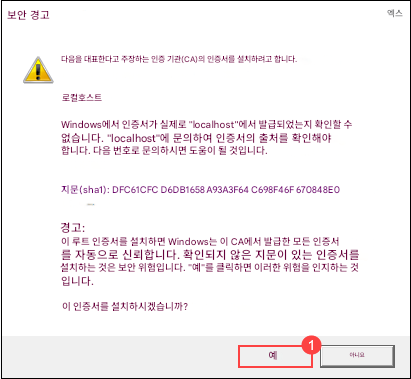 보안 경고
엑스
다음을 대표한다고 주장하는 인증 기관(CA)의 인증서를 설치하려고 합니다.
로컬호스트
Windows에서 인증서가 실제로 "localhost"에서 발급되었는지 확인할 수
없습니다. "localhost"에 문의하여 인증서의 출처를 확인해야
합니다. 다음 번호로 문의하시면 도움이 될 것입니다.
지문(sha1): DFC61CFC D6DB1658 A93A3F64 C698F46F 670848E0
경고:
이 루트 인증서를 설치하면 Windows는 이 CA에서 발급한 모든 인증서
를 자동으로 신뢰합니다. 확인되지 않은 지문이 있는 인증서를
설치하는 것은 보안 위험입니다. "예"를 클릭하면 이러한 위험을 인지하는 것
입니다.
이 인증서를 설치하시겠습니까?
1
예
아니요